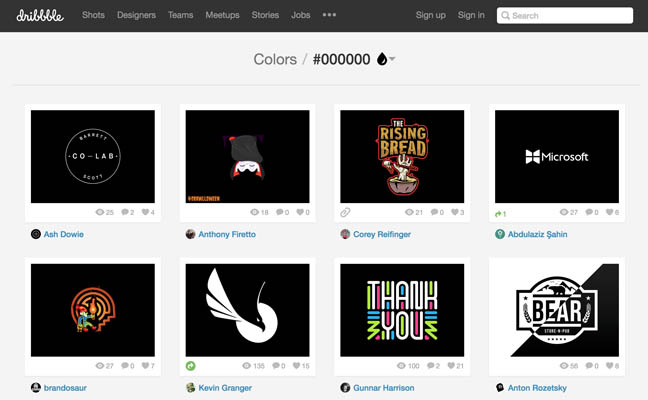 dribbble Shots Designers Teams Meetups Stories Jobs ••• Sign up Sign in Search
Colors / #000000
BARRETT
CO—LAB
SCOTT
THE
RISING
BREAD
Microsoft
25 2 4
18 0 0
21 0 3
1 27 0 6
Ash Dowie
Anthony Firetto
Corey Reifinger
Abdulaziz Şahin
THANK
YOU
BEAR
STORE-N-PUB
27 0 7
135 0 15
100 2 21
56 0 8
brandosaur
Kevin Granger
Gunnar Harrison
Anton Rozetsky